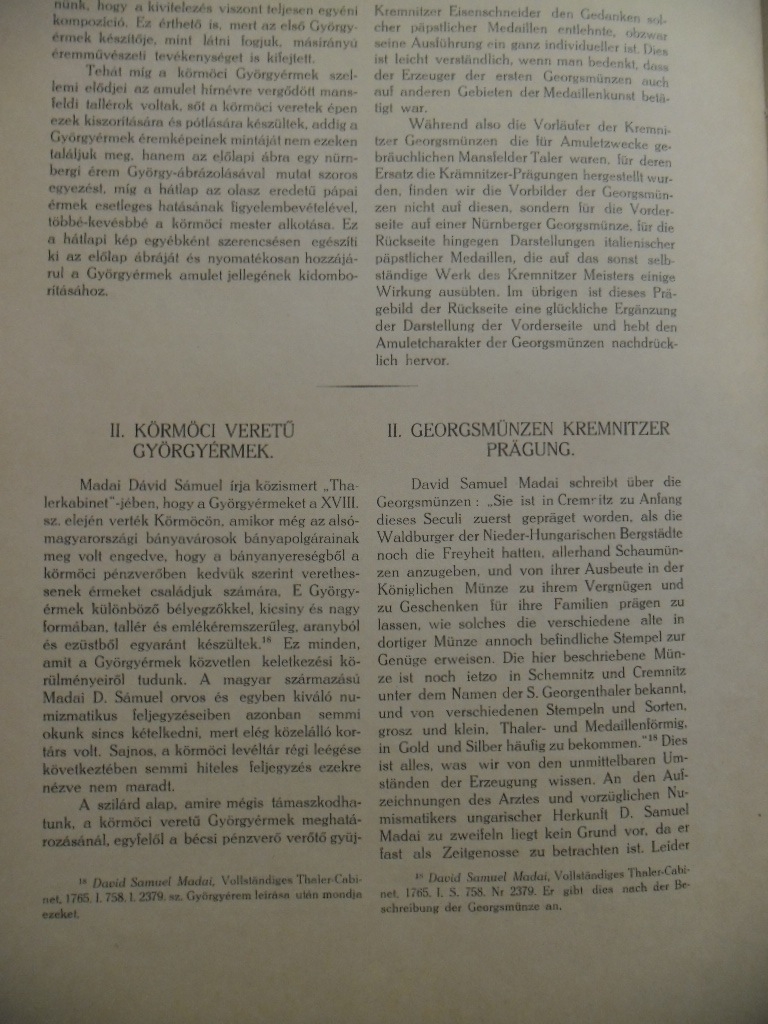 nünk, hogy a kivitelezés viszont teljesen egyéni
kompozíció. Ez érthető is, mert az első György-
érmek készítője, mint látni fogjuk, másirányú
éremművészeti tevékenységet is kifejtett.
Tehát míg a körmöci Györgyérmek szel-
lemi elődjei az amulet hírnévre vergődött mans-
feldi tallérok voltak, sőt a körmöci veretek épen
ezek kiszorítására és pótlására készültek, addig a
Györgyérmek éremképeinek mintáját nem ezeken
találjuk meg, hanem az előlapi ábra egy nürn-
bergi érem György-ábrázolásával mutat szoros
egyezést, míg a hátlap az olasz eredetű pápai
érmek esetleges hatásának figyelembevételével,
többé-kevésbbé a körmöci mester alkotása. Ez
a hátlapi kép egyébként szerencsésen egészíti
ki az előlap ábráját és nyomatékosan hozzájá-
rul a Györgyérmek amulet jellegének kidombo-
rításához.
II. KÖRMÖCI VERETŰ
GYÖRGYÉRMEK.
Madai Dávid Sámuel írja közismert „Tha-
lerkabinet"-jében, hogy a Györgyérmeket a XVIII.
sz. elején verték Körmöcön, amikor még az alsó-
magyarországi bányavárosok bányapolgárainak
meg volt engedve, hogy a bányanyereségből a
körmöci pénzverőben kedvük szerint verethes-
senek érmeket családjuk számára. E György-
érmek különböző bélyegzőkkel, kicsiny és nagy
formában, tallér és emlékéremszerűleg, aranyból
és ezüstből egyaránt készültek.¹⁸ Ez minden,
amit a Györgyérmek közvetlen keletkezési kö-
rülményeiről tudunk. A magyar származású
Madai D. Sámuel orvos és egyben kiváló nu-
mizmatikus feljegyzéseiben azonban semmi
okunk sincs kételkedni, mert elég közelálló kor-
társ volt. Sajnos, a körmöci levéltár régi leégése
következtében semmi hiteles feljegyzés ezekre
nézve nem maradt.
A szilárd alap, amire mégis támaszkodha-
tunk, a körmöci veretű Györgyérmek meghatá-
rozásánál, egyfelől a bécsi pénzverő verőtő gyüj-
¹⁸ David Samuel Madai, Vollständiges Thaler-Cabi-
net, 1765. I. 758. l. 2379. sz. Györgyérem leírása után mondja
ezeket.
Kremnitzer Eisenschneider den Gedanken sol-
cher päpstlicher Medaillen entlehnte, obzwar
seine Ausführung ein ganz individueller ist. Dies
ist leicht verständlich, wenn man bedenkt, dass
der Erzeuger der ersten Georgsmünzen auch
auf anderen Gebieten der Medaillenkunst betä-
tigt war.
Während also die Vorläufer der Kremni-
tzer Georgsmünzen die für Amuletzwecke ge-
bräuchlichen Mansfelder Taler waren, für deren
Ersatz die Krämnitzer-Prägungen hergestellt wur-
den, finden wir die Vorbilder der Georgsmün-
zen nicht auf diesen, sondern für die Vorder-
seite auf einer Nürnberger Georgsmünze, für die
Rückseite hingegen Darstellungen italienischer
päpstlicher Medaillen, die auf das sonst selb-
ständige Werk des Kremnitzer Meisters einige
Wirkung ausübten. Im übrigen ist dieses Prä-
gebild der Rückseite eine glückliche Ergänzung
der Darstellung der Vorderseite und hebt den
Amuletcharakter der Georgsmünzen nachdrück-
lich hervor.
II. GEORGSMÜNZEN KREMNITZER
PRÄGUNG.
David Samuel Madai schreibt über die
Georgsmünzen: „Sie ist in Cremnitz zu Anfang
dieses Seculi zuerst gepräget worden, als die
Waldburger der Nieder-Hungarischen Bergstädte
noch die Freyheit hatten, allerhand Schaumün-
zen anzugeben, und von ihrer Ausbeute in der
Königlichen Münze zu ihrem Vergnügen und
zu Geschenken für ihre Familien prägen zu
lassen, wie solches die verschiedene alte in
dortiger Münze annoch befindliche Stempel zur
Genüge erweisen. Die hier beschriebene Mün-
ze ist noch ietzo in Schemnitz und Cremnitz
unter dem Namen der S. Georgenthaler bekannt,
und von verschiedenen Stempeln und Sorten,
grosz und klein, Thaler- und Medaillenförmig,
in Gold und Silber häufig zu bekommen."¹⁸ Dies
ist alles, was wir von den unmittelbaren Um-
ständen der Erzeugung wissen. An den Auf-
zeichnungen des Arztes und vorzüglichen Nu-
mismatikers ungarischer Herkunft D. Samuel
Madai zu zweifeln liegt kein Grund vor, da er
fast als Zeitgenosse zu betrachten ist. Leider
¹⁸ David Samuel Madai, Vollständiges Thaler-Cabi-
net, 1765. I. S. 758. Nr 2379. Er gibt dies nach der Be-
schreibung der Georgsmünze an.